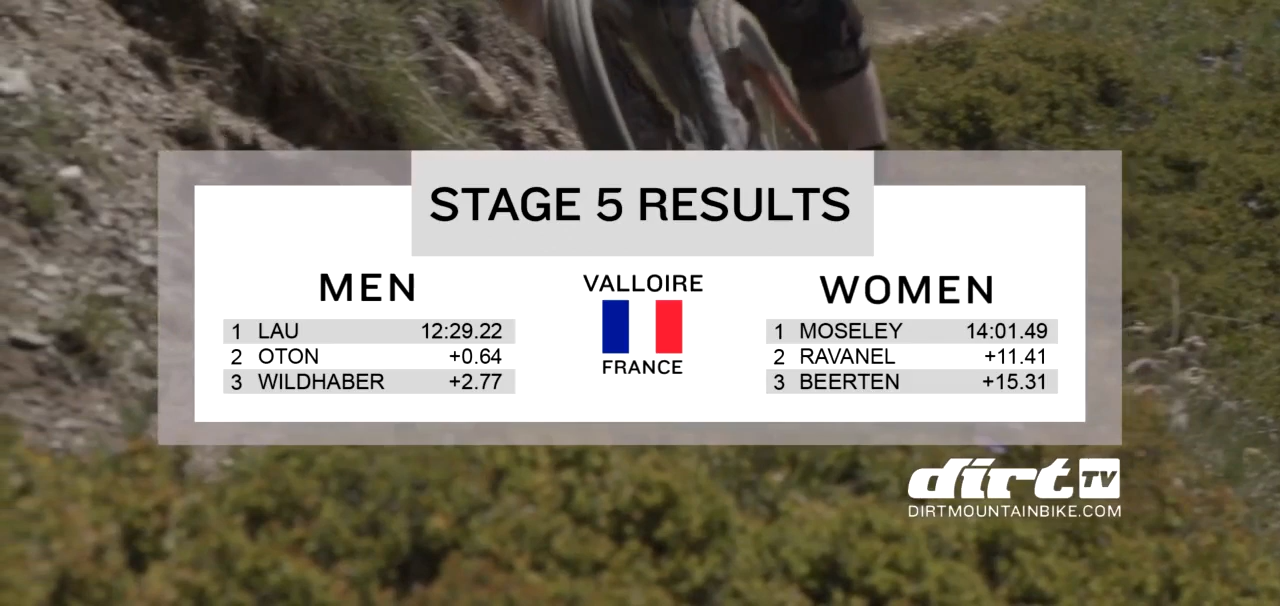 STAGE 5 RESULTS
MEN
1 LAU 12:29.22
2 OTON +0.64
3 WILDHABER +2.77
VALLOIRE
FRANCE
WOMEN
1 MOSELEY 14:01.49
2 RAVANEL +11.41
3 BEERTEN +15.31
dirt TV
DIRTMOUNTAINBIKE.COM